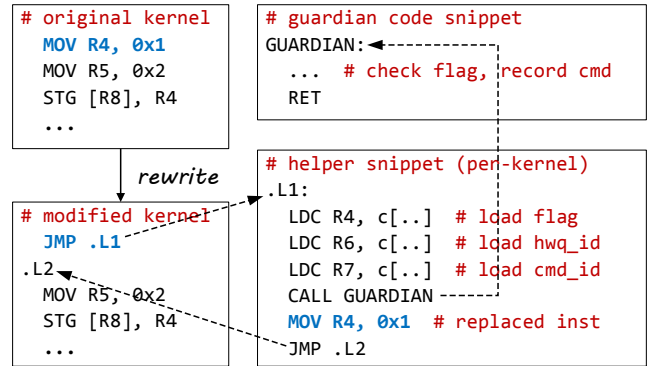 # original kernel
MOV R4, 0x1
MOV R5, 0x2
STG [R8], R4
...
# guardian code snippet
GUARDIAN:
... # check flag, record cmd
RET
rewrite
# modified kernel
JMP .L1
.L2
MOV R5, 0x2
STG [R8], R4
...
# helper snippet (per-kernel)
.L1:
LDC R4, c[..] # load flag
LDC R6, c[..] # load hwq_id
LDC R7, c[..] # load cmd_id
CALL GUARDIAN
MOV R4, 0x1 # replaced inst
JMP .L2